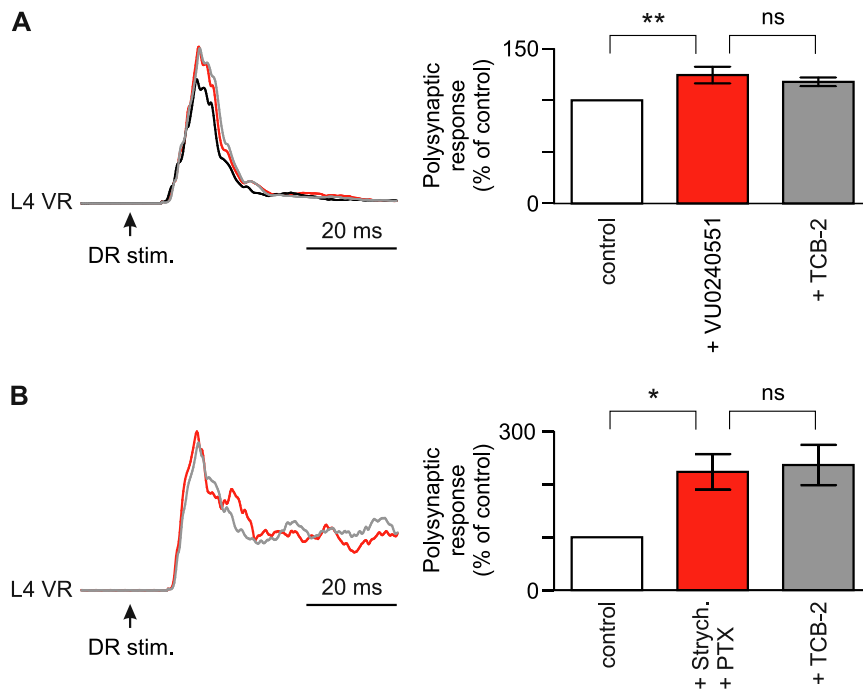 A
L4 VR
DR stim.
20 ms
Polysynaptic
response
(% of control)
150
0
**
ns
control
+ VU0240551
+ TCB-2
B
L4 VR
DR stim.
20 ms
Polysynaptic
response
(% of control)
300
0
*
ns
control
+ Strych.
+ PTX
+ TCB-2